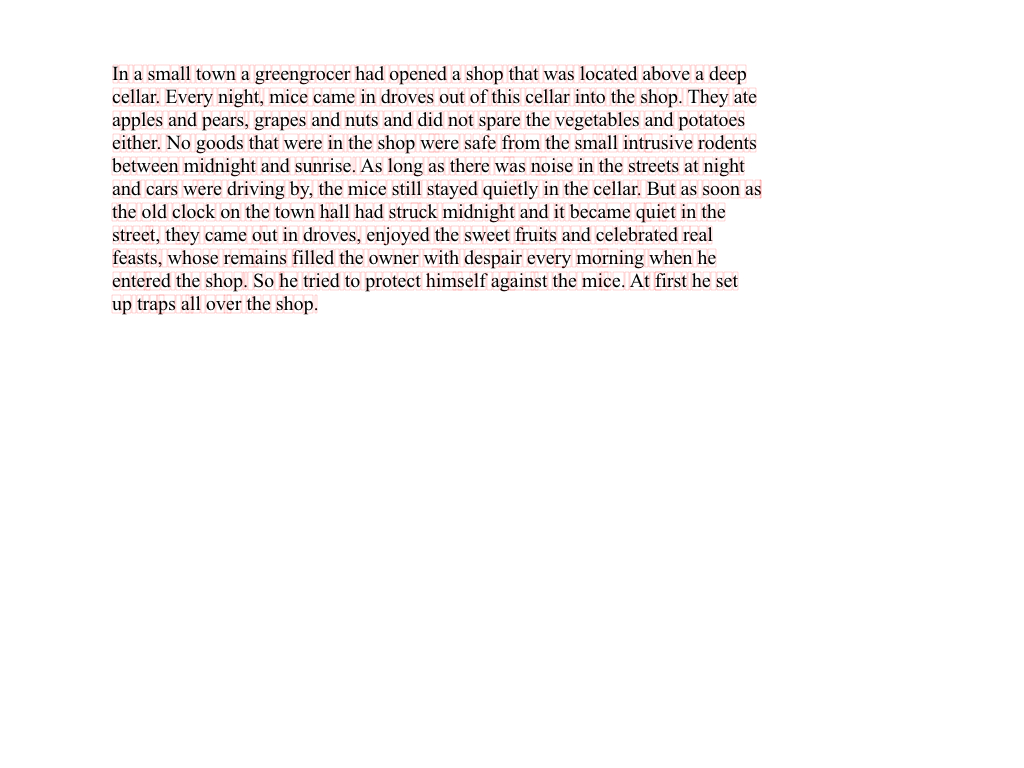 In a small town a greengrocer had opened a shop that was located above a deep
cellar. Every night, mice came in droves out of this cellar into the shop. They ate
apples and pears, grapes and nuts and did not spare the vegetables and potatoes
either. No goods that were in the shop were safe from the small intrusive rodents
between midnight and sunrise. As long as there was noise in the streets at night
and cars were driving by, the mice still stayed quietly in the cellar. But as soon as
the old clock on the town hall had struck midnight and it became quiet in the
street, they came out in droves, enjoyed the sweet fruits and celebrated real
feasts, whose remains filled the owner with despair every morning when he
entered the shop. So he tried to protect himself against the mice. At first he set
up traps all over the shop.